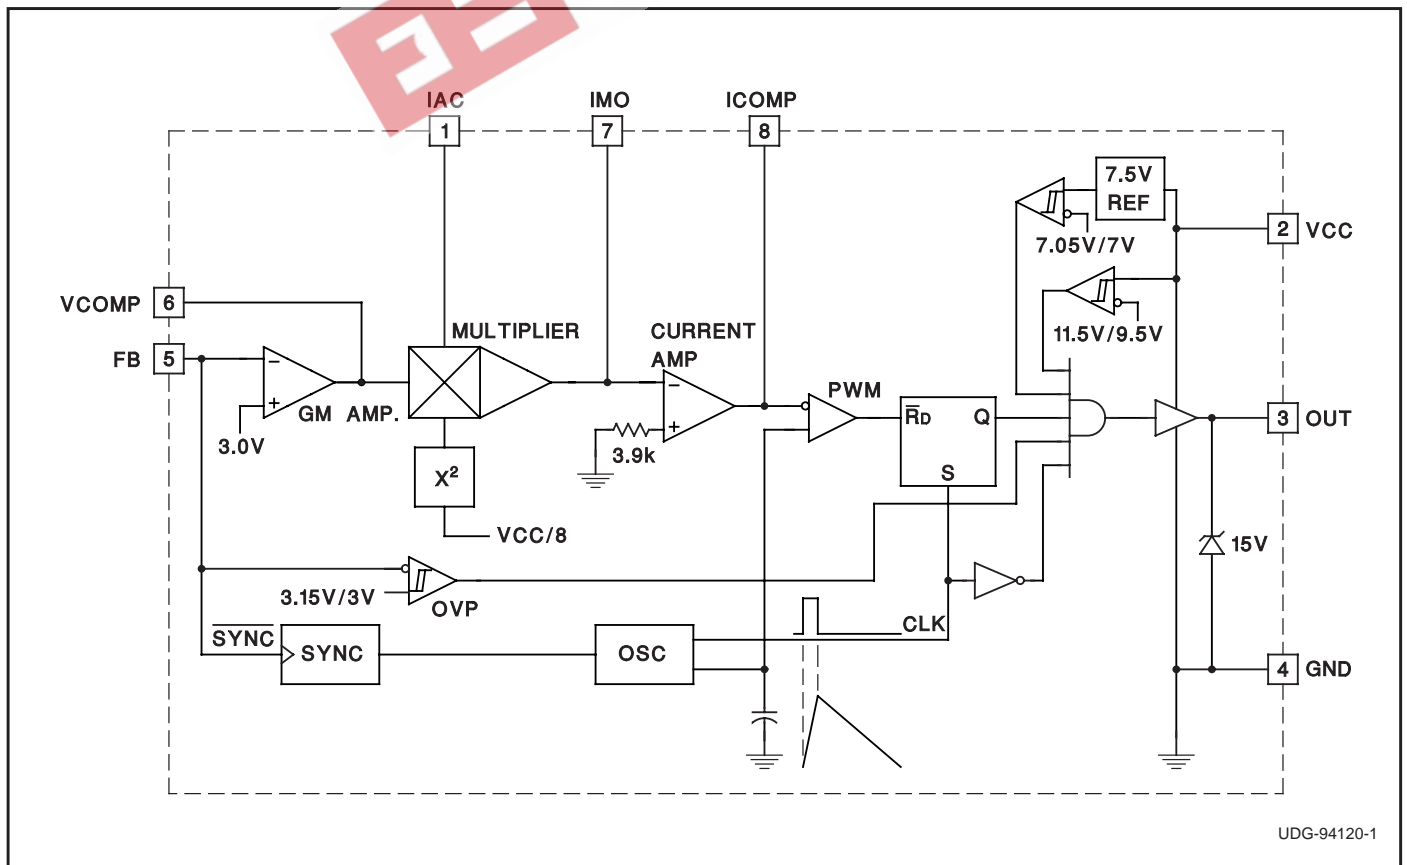 IAC
IMO
ICOMP
1
7
8
7.5V
REF
2
VCC
7.05V/7V
VCOMP
6
11.5V/9.5V
MULTIPLIER
CURRENT
AMP
FB
5
−
−
PWM
+
GM AMP.
+
R̅D
Q
3
OUT
3.0V
3.9k
S
X²
VCC/8
15V
3.15V/3V
OVP
S̅Y̅N̅C̅
SYNC
OSC
CLK
4
GND
UDG-94120-1